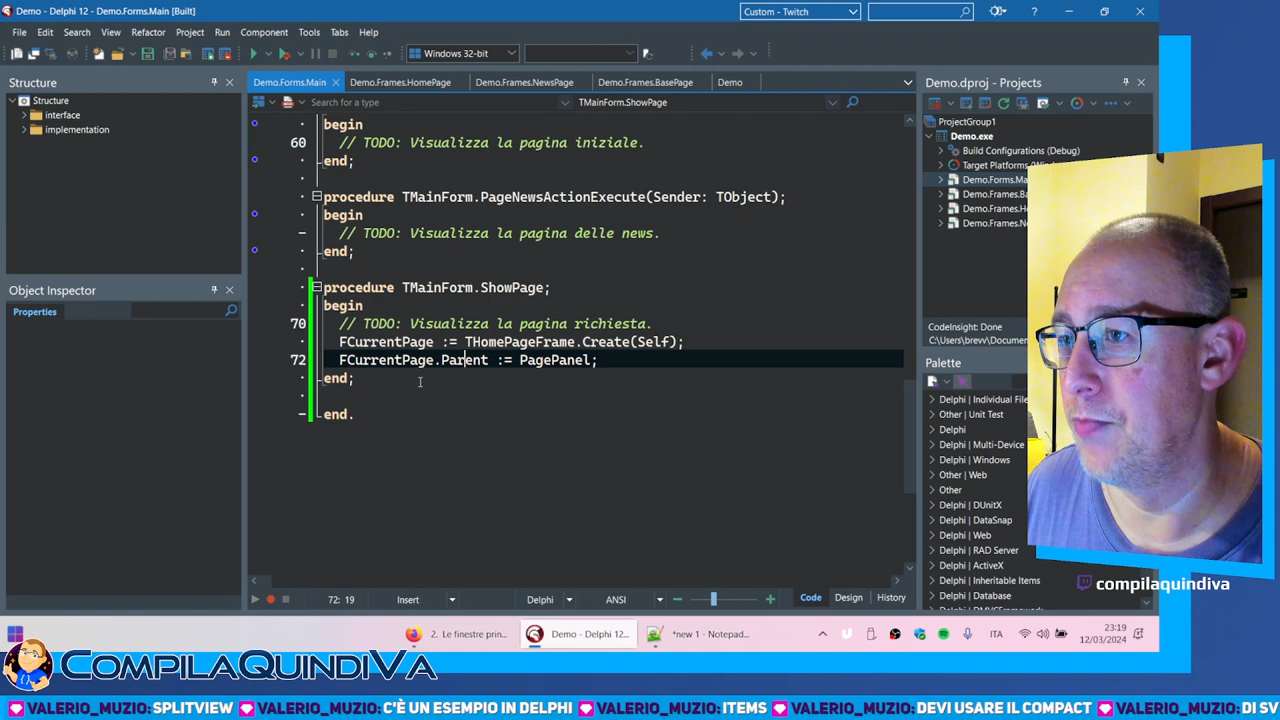 Demo - Delphi 12 - Demo.Forms.Main [Built]
Custom - Twitch
File Edit Search View Refactor Project Run Component Tools Tabs Help
Windows 32-bit
Structure
Demo.Forms.Main
Demo.Frames.HomePage
Demo.Frames.NewsPage
Demo.Frames.BasePage
Demo
Demo.dproj - Projects
Search for a type
TMainForm.ShowPage
Structure
interface
implementation
ProjectGroup1
Demo.exe
Build Configurations (Debug)
Target Platforms
Demo.Forms.Ma
Demo.Frames.Ba
Demo.Frames.H
Demo.Frames.N
begin
60 // TODO: Visualizza la pagina iniziale.
end;
procedure TMainForm.PageNewsActionExecute(Sender: TObject);
begin
// TODO: Visualizza la pagina delle news.
end;
procedure TMainForm.ShowPage;
begin
70 // TODO: Visualizza la pagina richiesta.
FCurrentPage := THomePageFrame.Create(Self);
72 FCurrentPage.Parent := PagePanel;
end;
end.
Object Inspector
Properties
CodeInsight: Done
C:\Users\brevv\
Palette
Delphi | Individual File
Other | Unit Test
Delphi
Delphi | Multi-Device
Delphi | Windows
Other | Web
Other
Delphi | DUnitX
Delphi | DataSnap
Delphi | Web
Delphi | RAD Server
Delphi | ActiveX
Delphi | Inheritable Items
Delphi | Database
72: 19
Insert
Delphi
ANSI
Code
Design
History
compilaquindiva
2. Le finestre prin...
Demo - Delphi 12...
*new 1 - Notepad...
ITA
23:19
12/03/2024
COMPILAQUINDIVA
VALERIO_MUZIO: SPLITVIEW VALERIO_MUZIO: C'È UN ESEMPIO IN DELPHI VALERIO_MUZIO: ITEMS VALERIO_MUZIO: DEVI USARE IL COMPACT VALERIO_MUZIO: DI SV